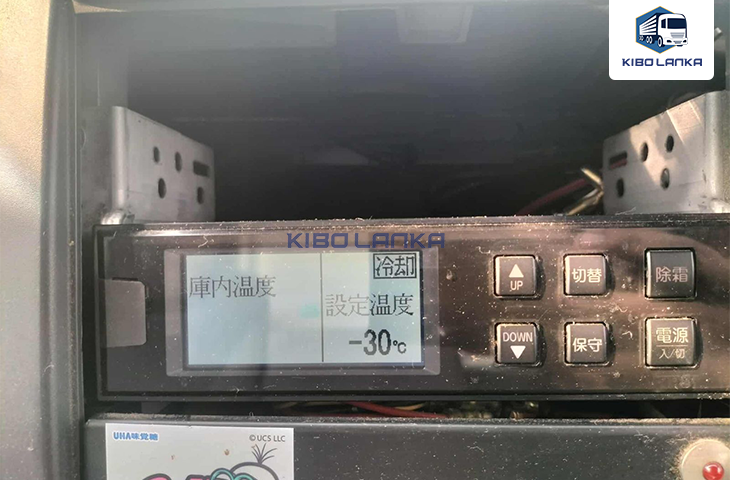 KIBO LANKA
KIBO LANKA
冷却
庫内温度
設定温度
-30℃
UP
切替
除霜
DOWN
保守
電源
入/切
UHA味覚糖
© UCS LLC